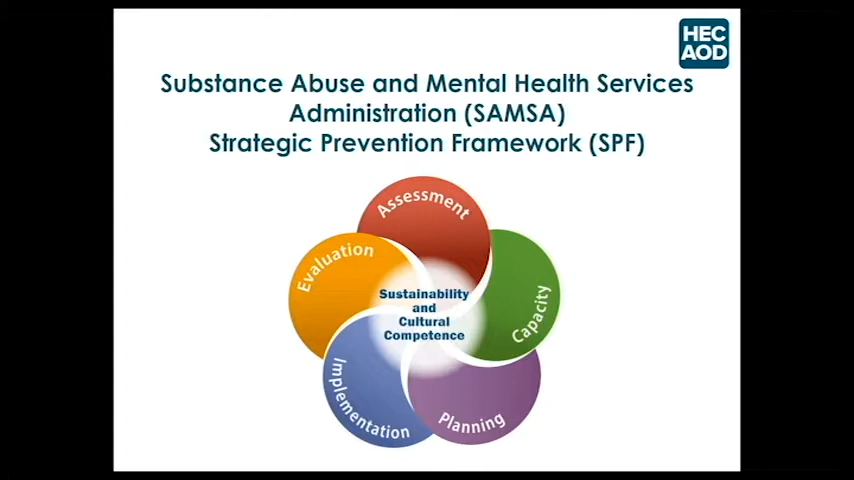 HEC
AOD
Substance Abuse and Mental Health Services
Administration (SAMSA)
Strategic Prevention Framework (SPF)
Assessment
Evaluation
Capacity
Sustainability
and
Cultural
Competence
Implementation
Planning